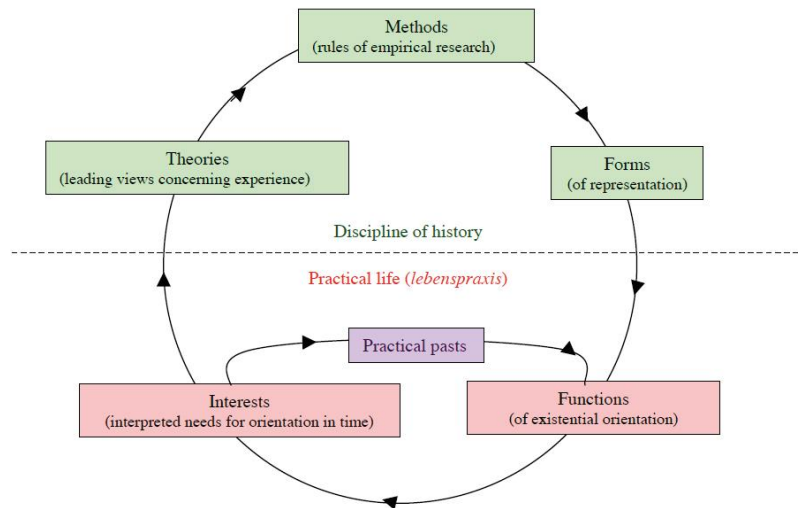 Methods
(rules of empirical research)
Theories
(leading views concerning experience)
Forms
(of representation)
Discipline of history
Practical life (lebenspraxis)
Practical pasts
Interests
(interpreted needs for orientation in time)
Functions
(of existential orientation)